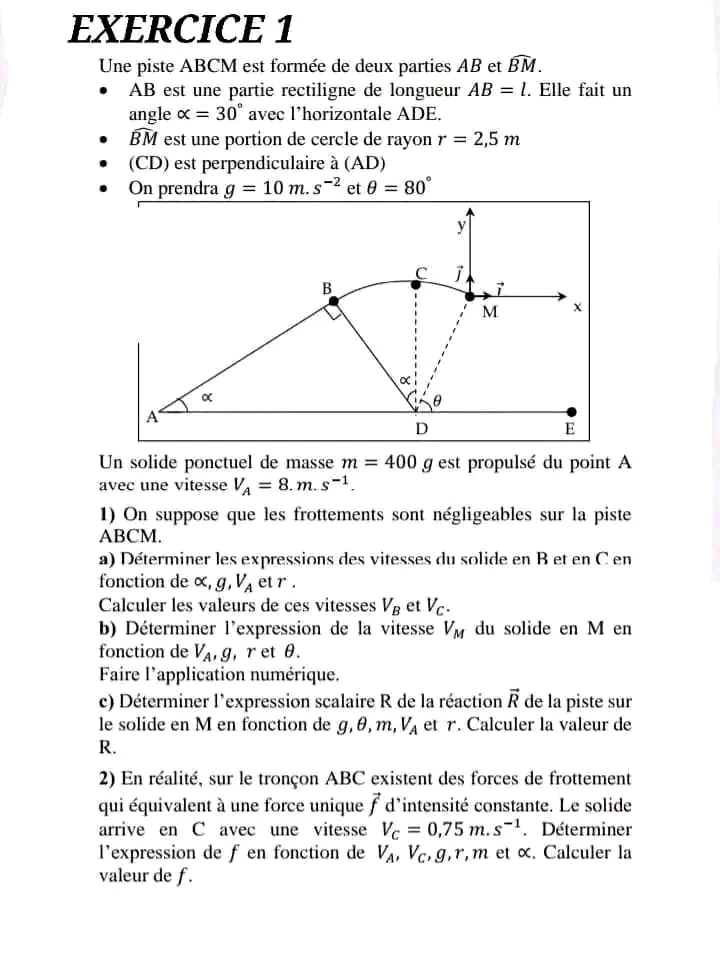 EXERCICE 1
Une piste ABCM est formée de deux parties AB et B͡M.
• AB est une partie rectiligne de longueur AB = l. Elle fait un
angle ∝ = 30° avec l'horizontale ADE.
• B͡M est une portion de cercle de rayon r = 2,5 m
• (CD) est perpendiculaire à (AD)
• On prendra g = 10 m.s⁻² et θ = 80°
y
C
j⃗
B
i⃗
M
x
∝
∝
θ
A
D
E
Un solide ponctuel de masse m = 400 g est propulsé du point A
avec une vitesse V_A = 8.m.s⁻¹.
1) On suppose que les frottements sont négligeables sur la piste
ABCM.
a) Déterminer les expressions des vitesses du solide en B et en C en
fonction de ∝, g, V_A et r .
Calculer les valeurs de ces vitesses V_B et V_C.
b) Déterminer l'expression de la vitesse V_M du solide en M en
fonction de V_A, g, r et θ.
Faire l'application numérique.
c) Déterminer l'expression scalaire R de la réaction R⃗ de la piste sur
le solide en M en fonction de g, θ, m, V_A et r. Calculer la valeur de
R.
2) En réalité, sur le tronçon ABC existent des forces de frottement
qui équivalent à une force unique f⃗ d'intensité constante. Le solide
arrive en C avec une vitesse V_C = 0,75 m.s⁻¹. Déterminer
l'expression de f en fonction de V_A, V_C, g, r, m et ∝. Calculer la
valeur de f.